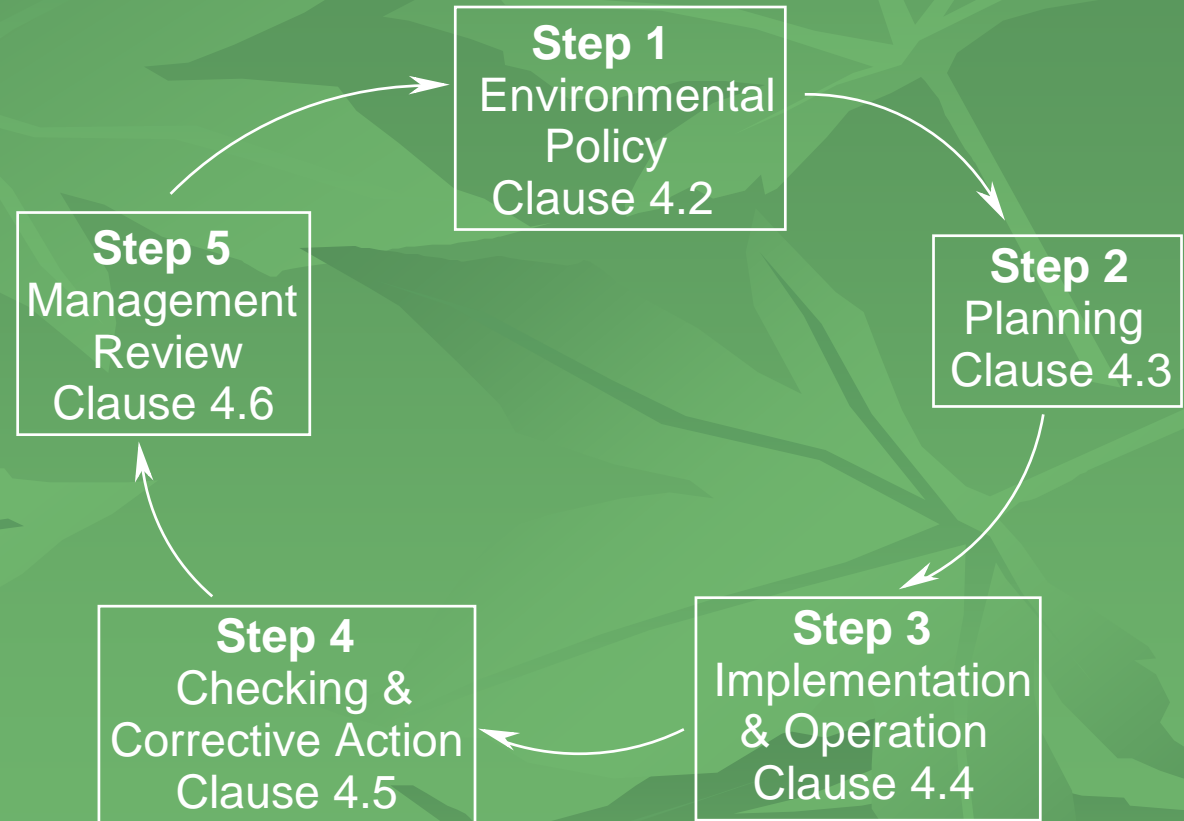 Step 1
Environmental
Policy
Clause 4.2
Step 2
Planning
Clause 4.3
Step 3
Implementation
& Operation
Clause 4.4
Step 4
Checking &
Corrective Action
Clause 4.5
Step 5
Management
Review
Clause 4.6